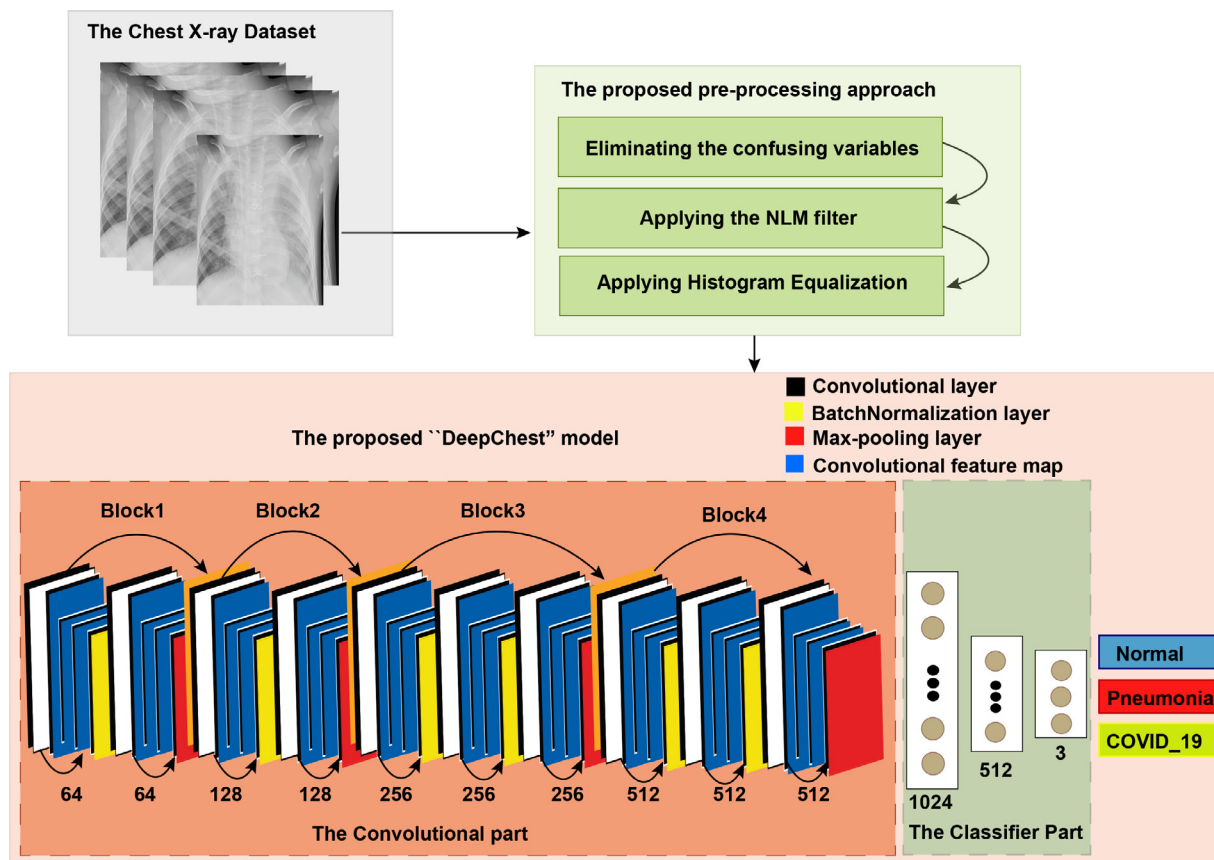 The Chest X-ray Dataset
The proposed pre-processing approach
Eliminating the confusing variables
Applying the NLM filter
Applying Histogram Equalization
Convolutional layer
BatchNormalization layer
Max-pooling layer
Convolutional feature map
The proposed ``DeepChest” model
Block1
Block2
Block3
Block4
64
64
128
128
256
256
256
512
512
512
The Convolutional part
1024
512
3
The Classifier Part
Normal
Pneumonia
COVID_19